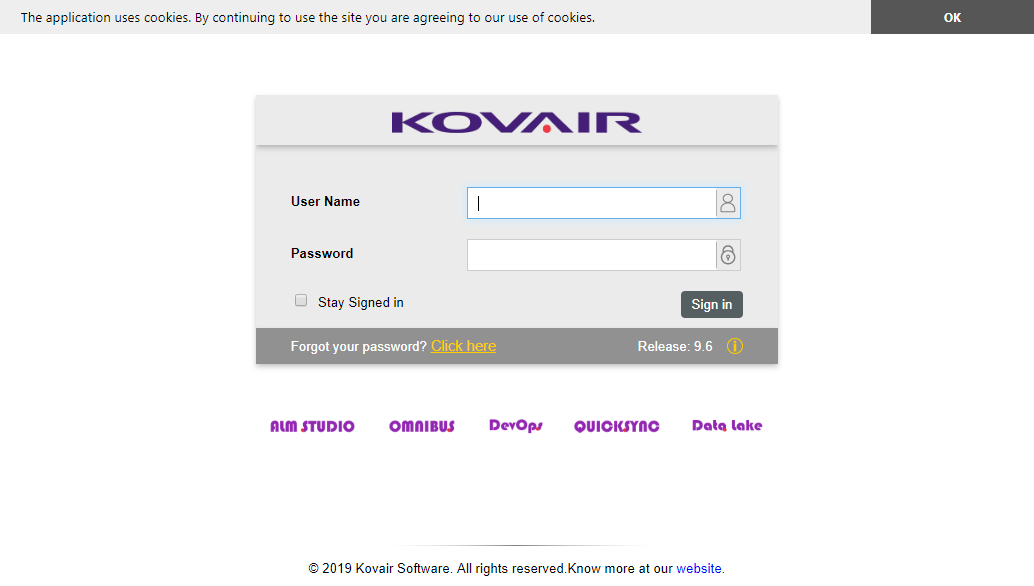 The application uses cookies. By continuing to use the site you are agreeing to our use of cookies.
OK
KOVAIR
User Name
Password
Stay Signed in
Sign in
Forgot your password? Click here
Release: 9.6
ALM STUDIO OMNIBUS DevOps QUICKSYNC Data Lake
© 2019 Kovair Software. All rights reserved.Know more at our website.